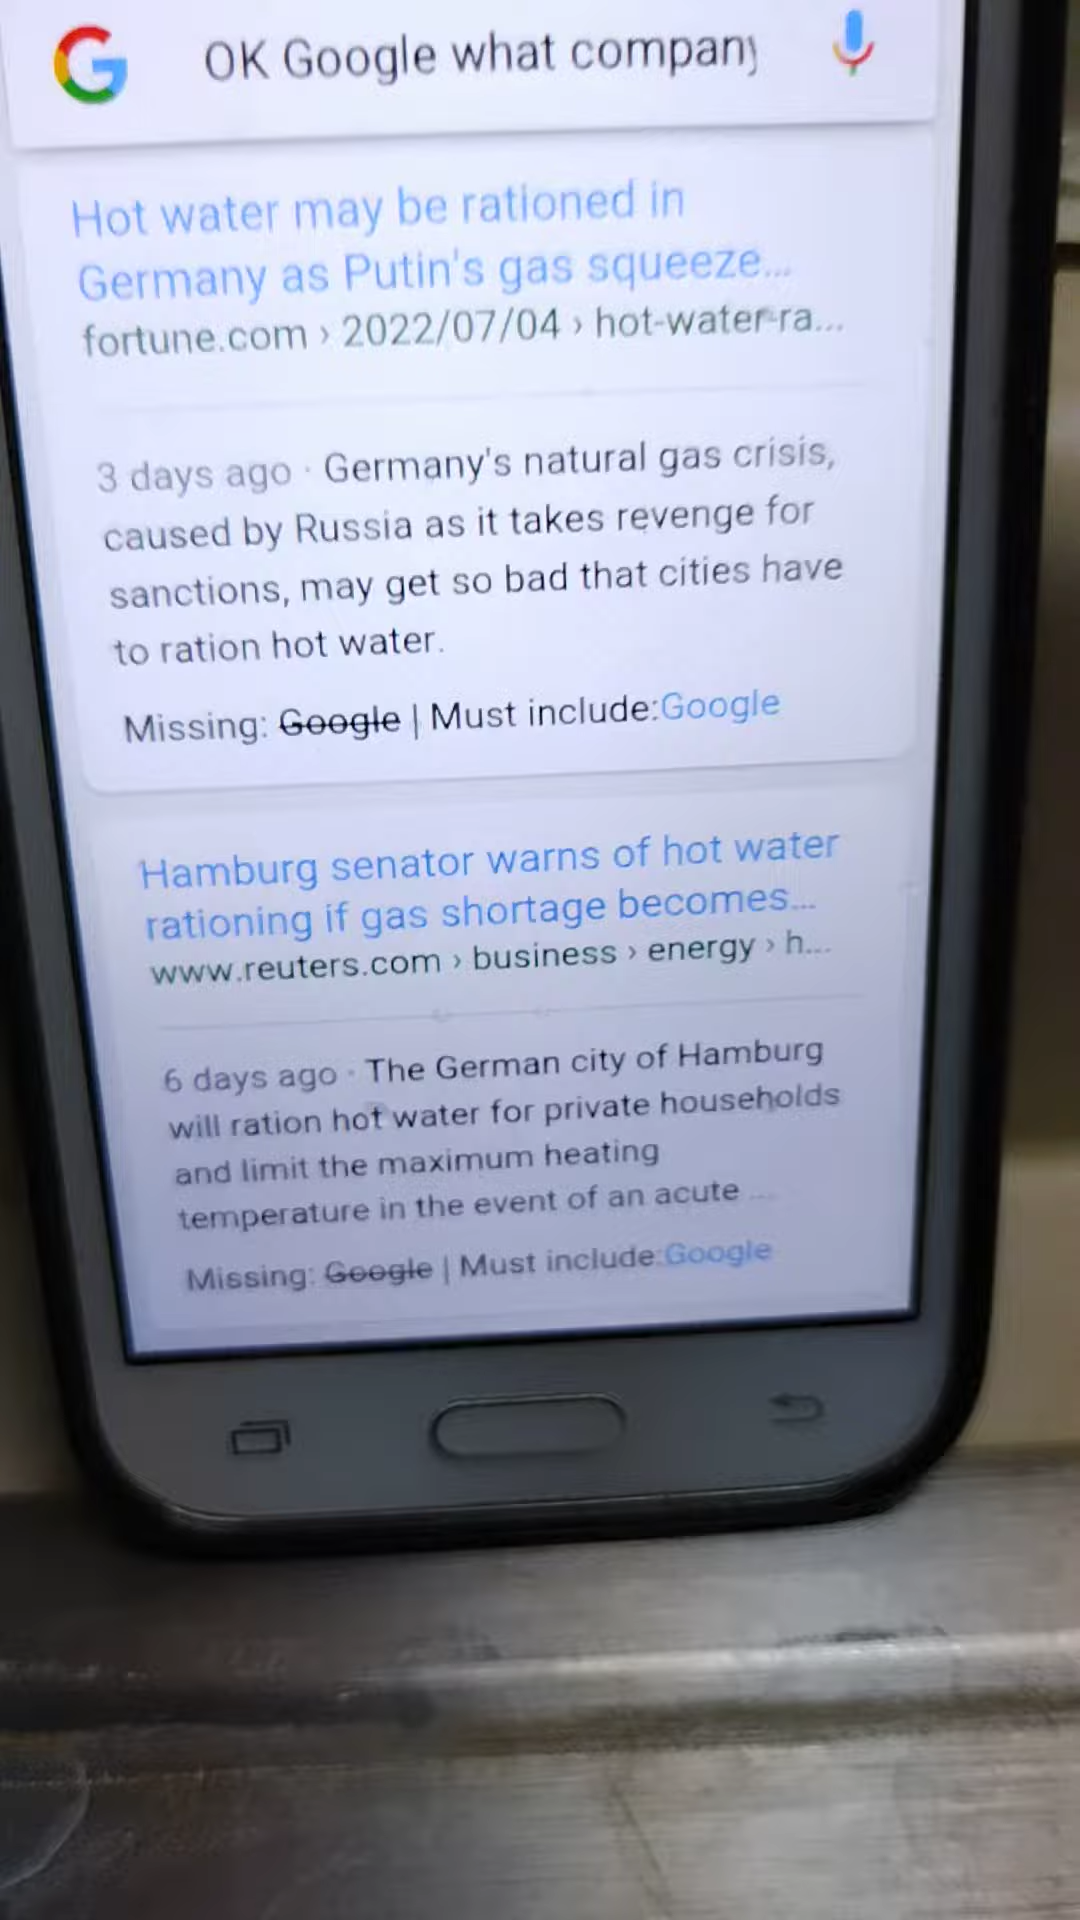 OK Google what company
Hot water may be rationed in
Germany as Putin's gas squeeze...
fortune.com › 2022/07/04 › hot-water-ra...
3 days ago · Germany's natural gas crisis,
caused by Russia as it takes revenge for
sanctions, may get so bad that cities have
to ration hot water.
Missing: Google | Must include:Google
Hamburg senator warns of hot water
rationing if gas shortage becomes...
www.reuters.com › business › energy › h...
6 days ago · The German city of Hamburg
will ration hot water for private households
and limit the maximum heating
temperature in the event of an acute ...
Missing: Google | Must include:Google